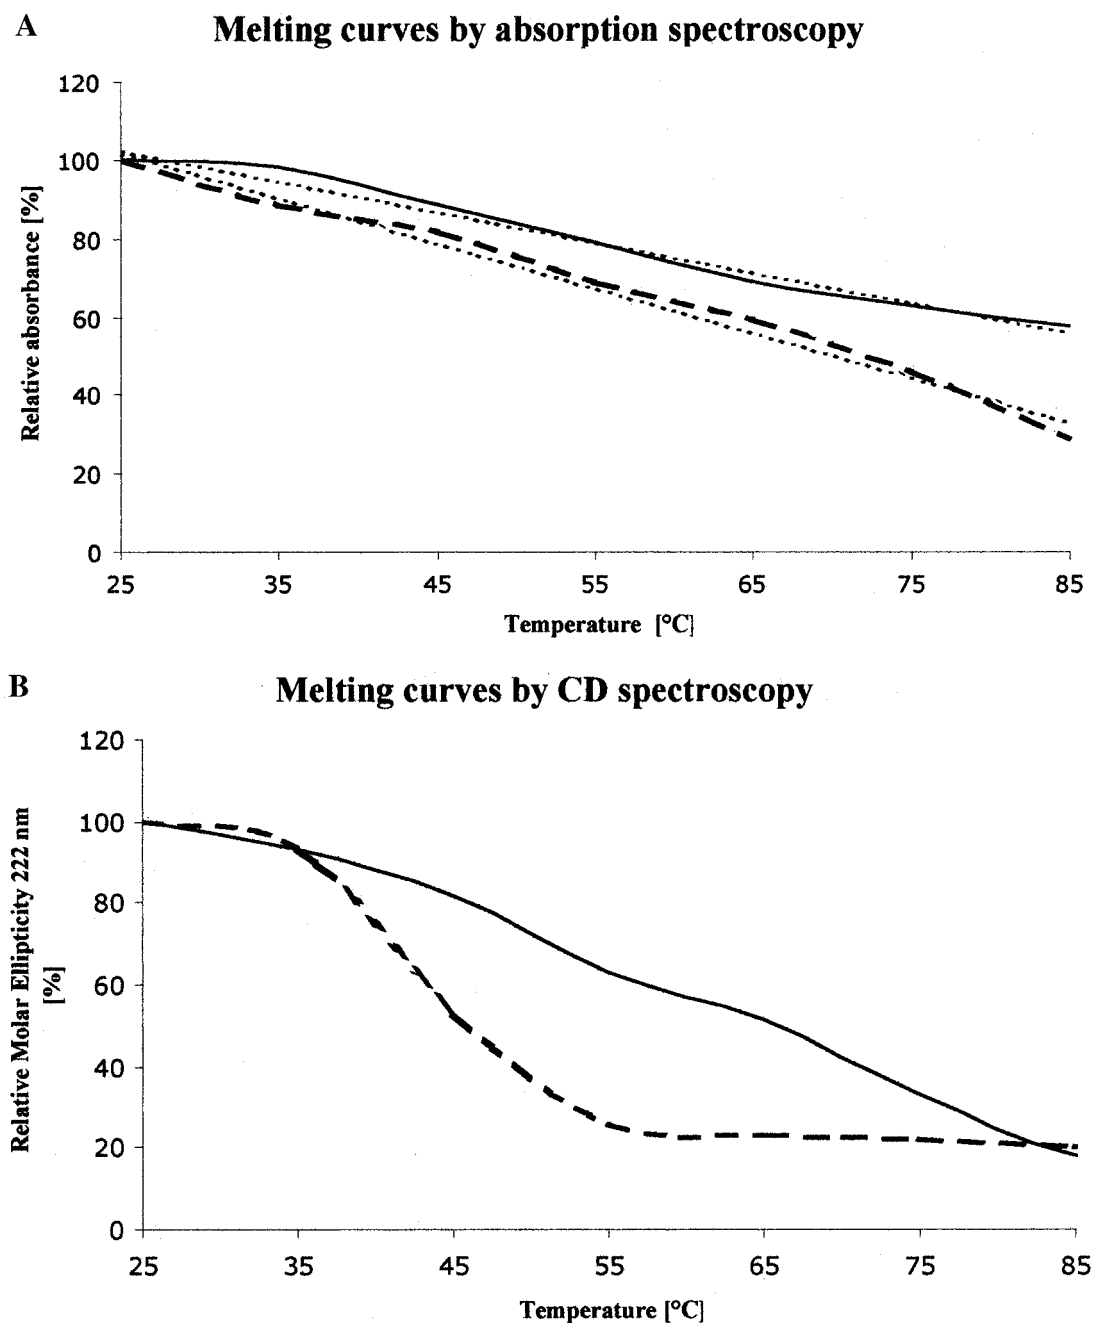 A
Melting curves by absorption spectroscopy
Relative absorbance [%]
120
100
80
60
40
20
0
25 35 45 55 65 75 85
Temperature [°C]
B
Melting curves by CD spectroscopy
Relative Molar Ellipticity 222 nm
[%]
120
100
80
60
40
20
0
25 35 45 55 65 75 85
Temperature [°C]